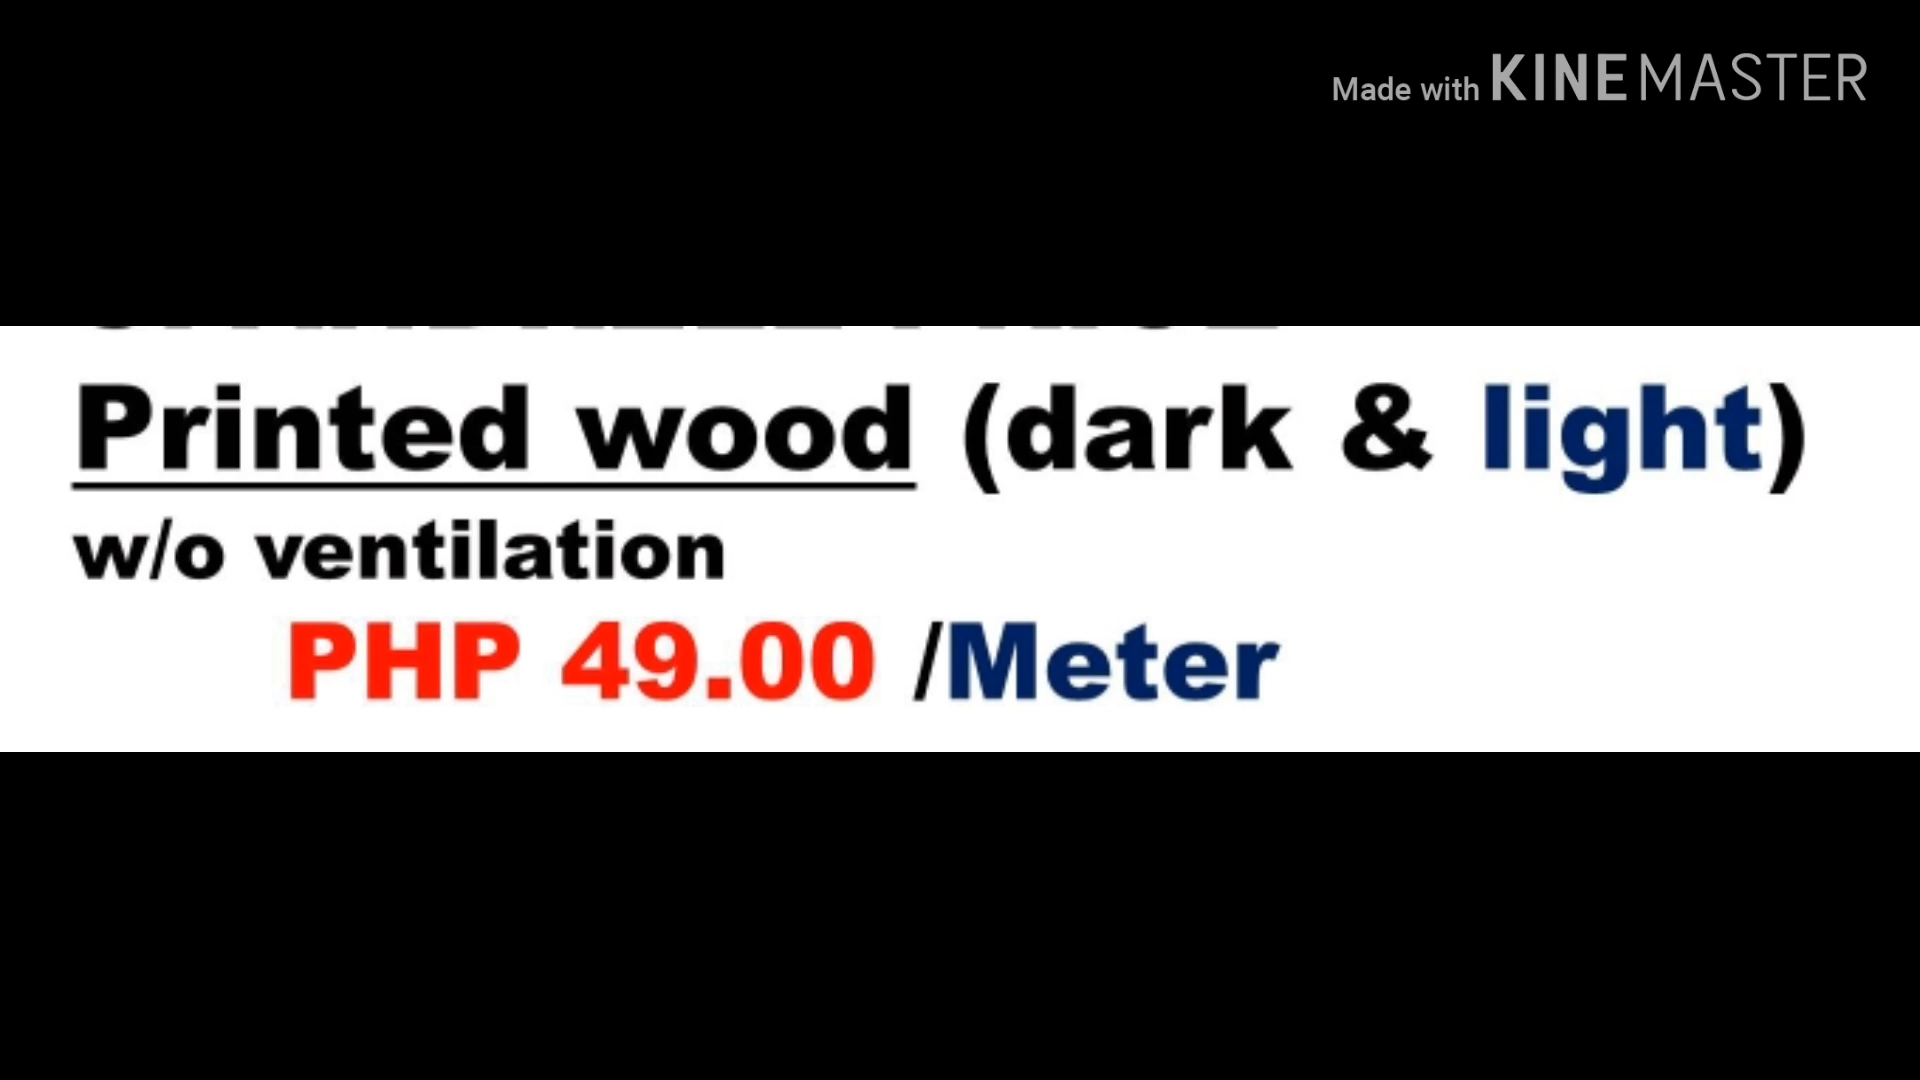 Made with KINEMASTER
Printed wood (dark & light)
w/o ventilation
PHP 49.00 /Meter